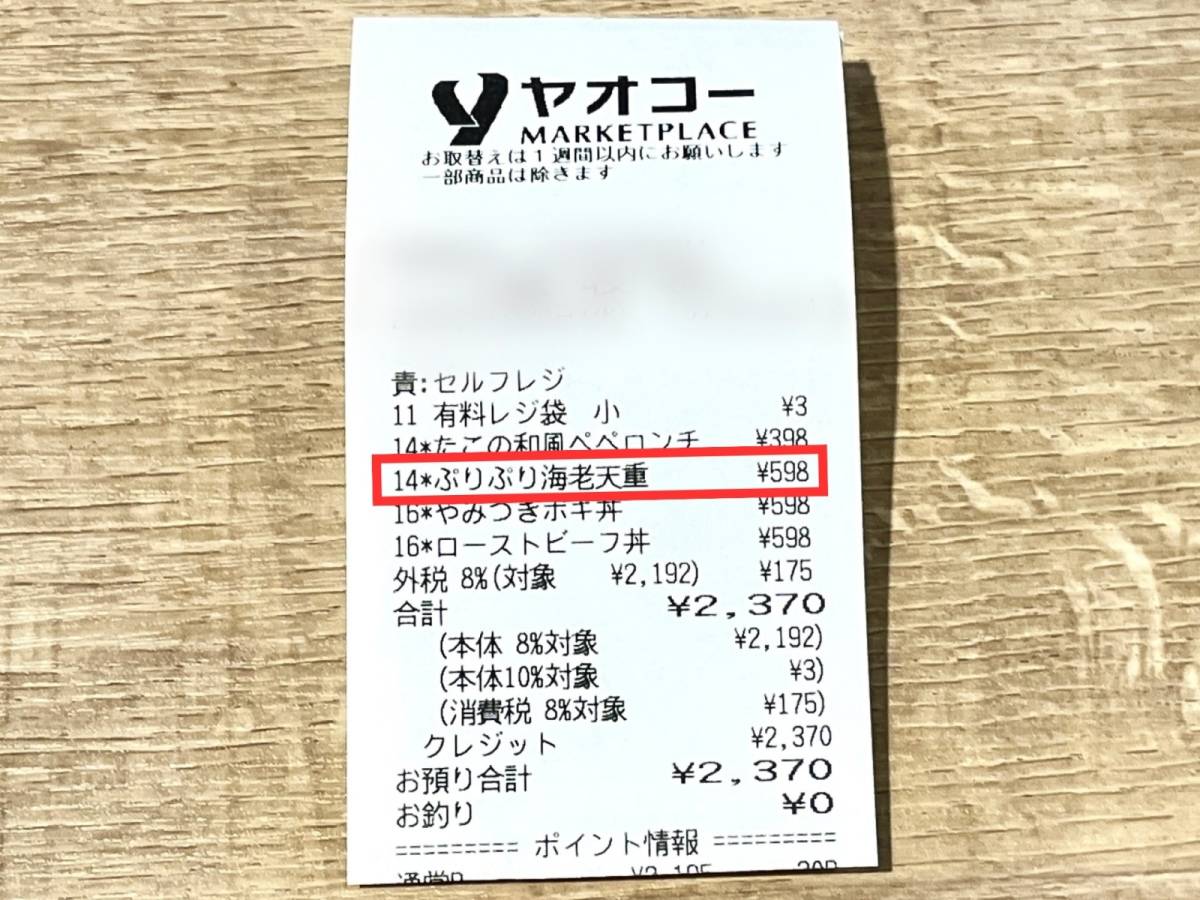 y ヤオコー
MARKETPLACE
お取替えは1週間以内にお願いします
一部商品は除きます
責:セルフレジ
11 有料レジ袋 小 ¥3
14*たこの和風ペペロンチ ¥398
14*ぷりぷり海老天重 ¥598
16*やみつきポキ丼 ¥598
16*ローストビーフ丼 ¥598
外税 8%(対象 ¥2,192) ¥175
合計 ¥2,370
(本体 8%対象 ¥2,192)
(本体10%対象 ¥3)
(消費税 8%対象 ¥175)
クレジット ¥2,370
お預り合計 ¥2,370
お釣り ¥0
========= ポイント情報 =========